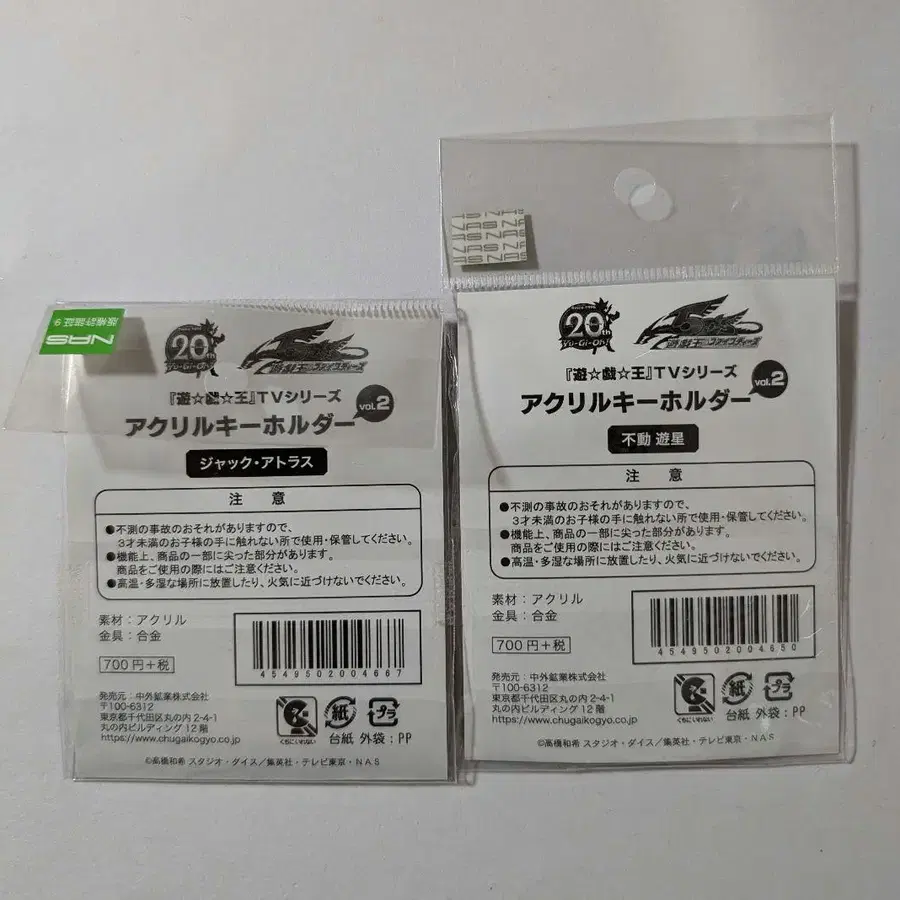 NAS
版権許諾証 9
20th
Yu-Gi-Oh!
遊戯王ファイブディーズ
『遊☆戯☆王』TVシリーズ
アクリルキーホルダー vol.2
ジャック・アトラス
注 意
●不測の事故のおそれがありますので、
3才未満のお子様の手に触れない所で使用・保管してください。
●機能上、商品の一部に尖った部分があります。
商品をご使用の際にはご注意ください。
●高温・多湿な場所に放置したり、火気に近づけないでください。
素材：アクリル
金具：合金
700円+税
4549502004667
発売元：中外鉱業株式会社
〒100-6312
東京都千代田区丸の内2-4-1
丸の内ビルディング 12階
https://www.chugaikogyo.co.jp
くちにいれない
紙
プラ
台紙 外袋：PP
©高橋和希 スタジオ・ダイス／集英社・テレビ東京・NAS
20th
Yu-Gi-Oh!
遊戯王ファイブディーズ
『遊☆戯☆王』TVシリーズ
アクリルキーホルダー vol.2
不動 遊星
注 意
●不測の事故のおそれがありますので、
3才未満のお子様の手に触れない所で使用・保管してください。
●機能上、商品の一部に尖った部分があります。
商品をご使用の際にはご注意ください。
●高温・多湿な場所に放置したり、火気に近づけないでください。
素材：アクリル
金具：合金
700円+税
4549502004650
発売元：中外鉱業株式会社
〒100-6312
東京都千代田区丸の内2-4-1
丸の内ビルディング 12階
https://www.chugaikogyo.co.jp
くちにいれない
紙
プラ
台紙 外袋：PP
©高橋和希 スタジオ・ダイス／集英社・テレビ東京・NAS